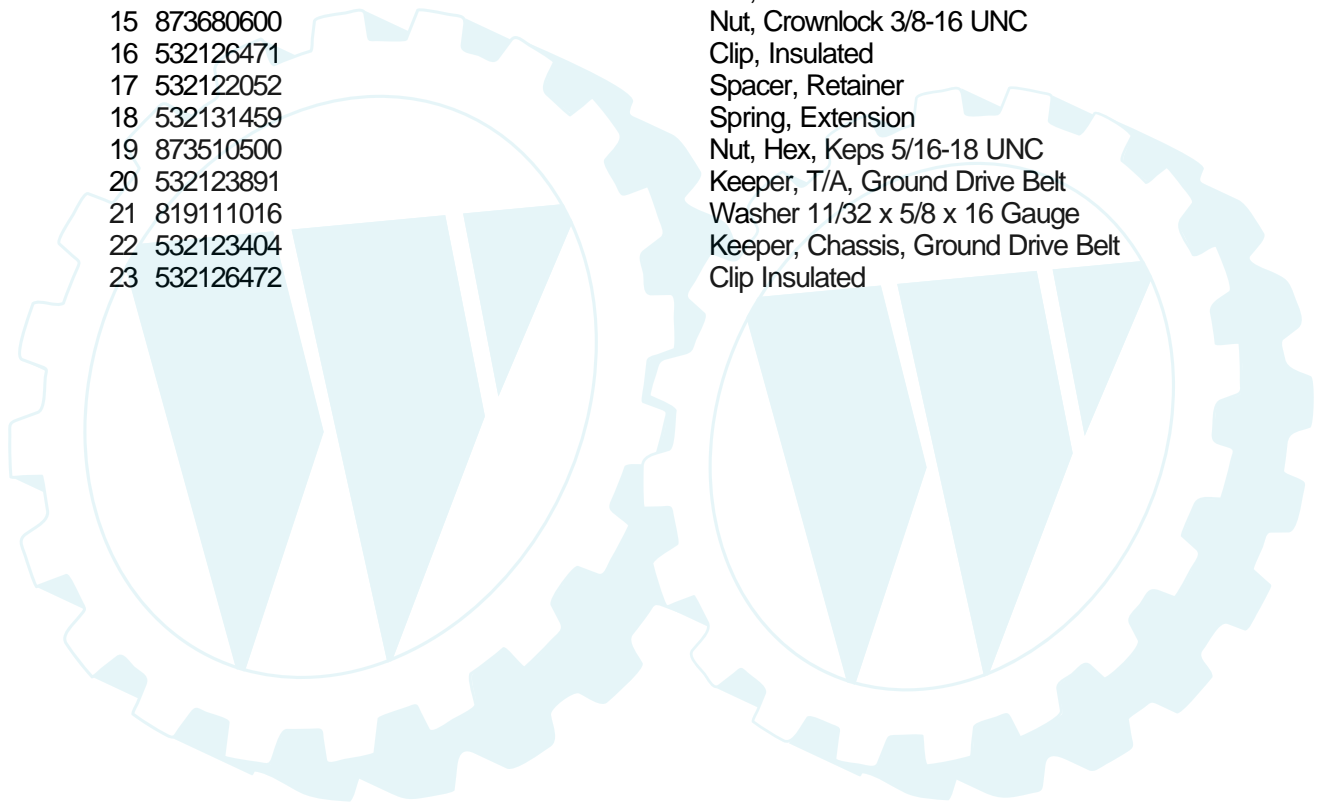 15 873680600 Nut, Crownlock 3/8-16 UNC
16 532126471 Clip, Insulated
17 532122052 Spacer, Retainer
18 532131459 Spring, Extension
19 873510500 Nut, Hex, Keps 5/16-18 UNC
20 532123891 Keeper, T/A, Ground Drive Belt
21 819111016 Washer 11/32 x 5/8 x 16 Gauge
22 532123404 Keeper, Chassis, Ground Drive Belt
23 532126472 Clip Insulated